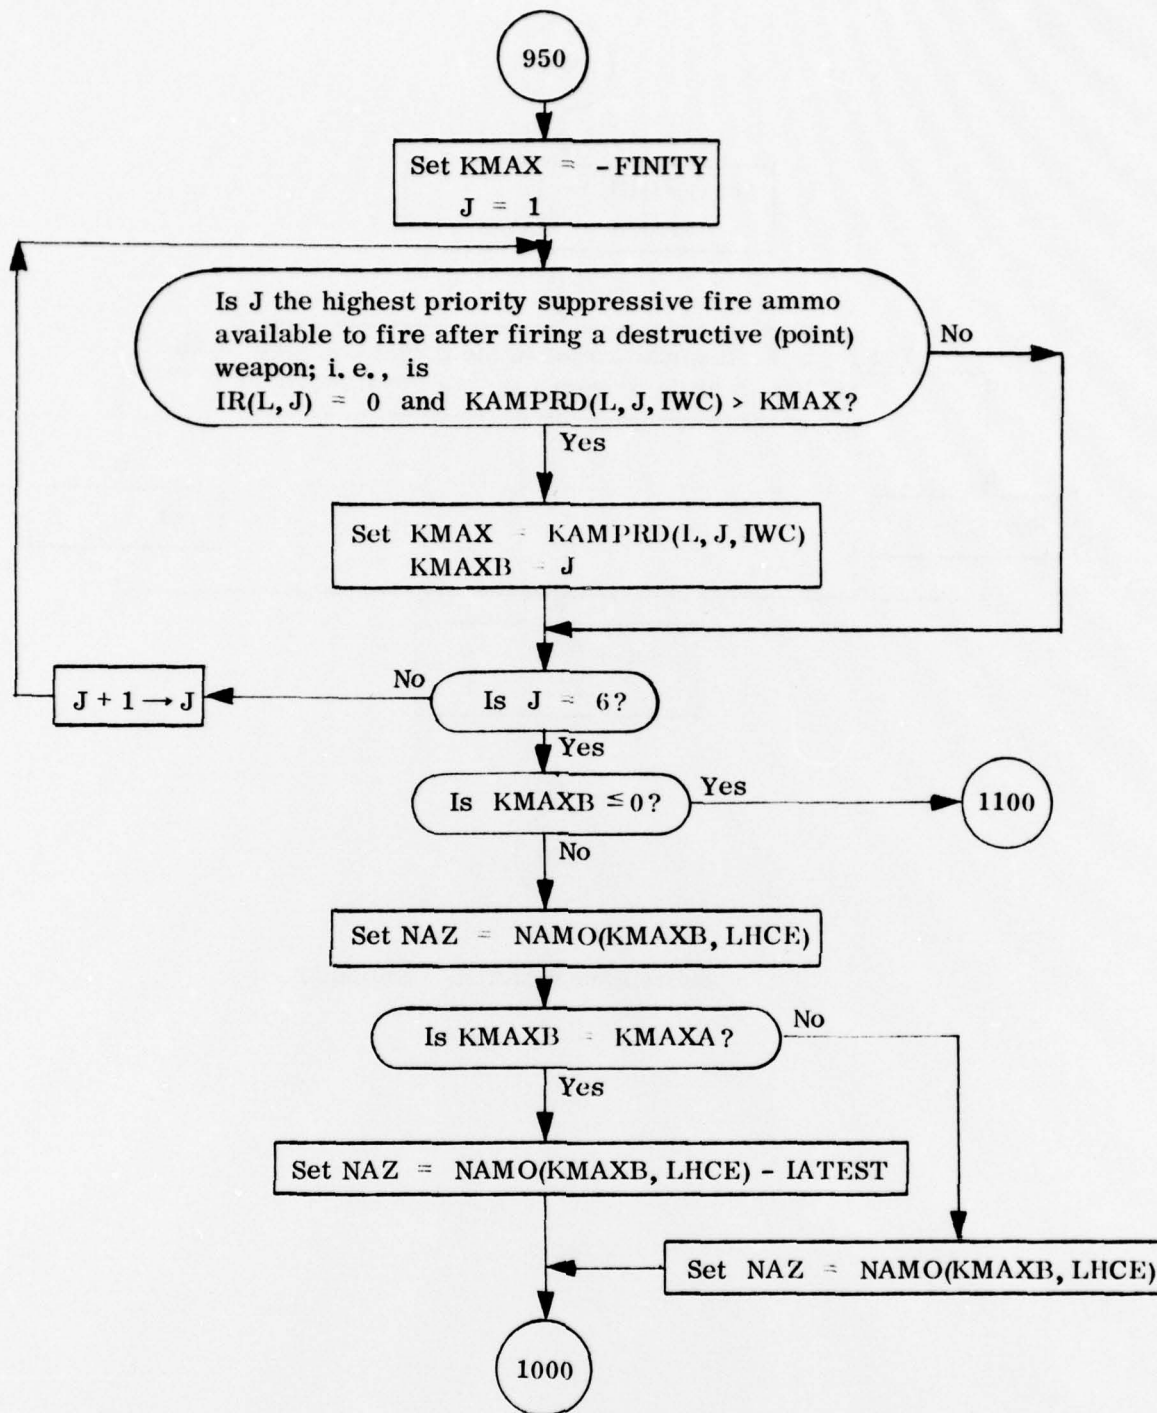 950
Set KMAX = -FINITY
J = 1
Is J the highest priority suppressive fire ammo
available to fire after firing a destructive (point)
weapon; i.e., is
IR(L, J) = 0 and KAMPRD(L, J, IWC) > KMAX?
No
Yes
Set KMAX = KAMPRD(L, J, IWC)
KMAXB = J
J + 1 → J
No
Is J = 6?
Yes
Is KMAXB ≤ 0?
Yes
1100
No
Set NAZ = NAMO(KMAXB, LHCE)
Is KMAXB = KMAXA?
No
Yes
Set NAZ = NAMO(KMAXB, LHCE) - IATEST
Set NAZ = NAMO(KMAXB, LHCE)
1000